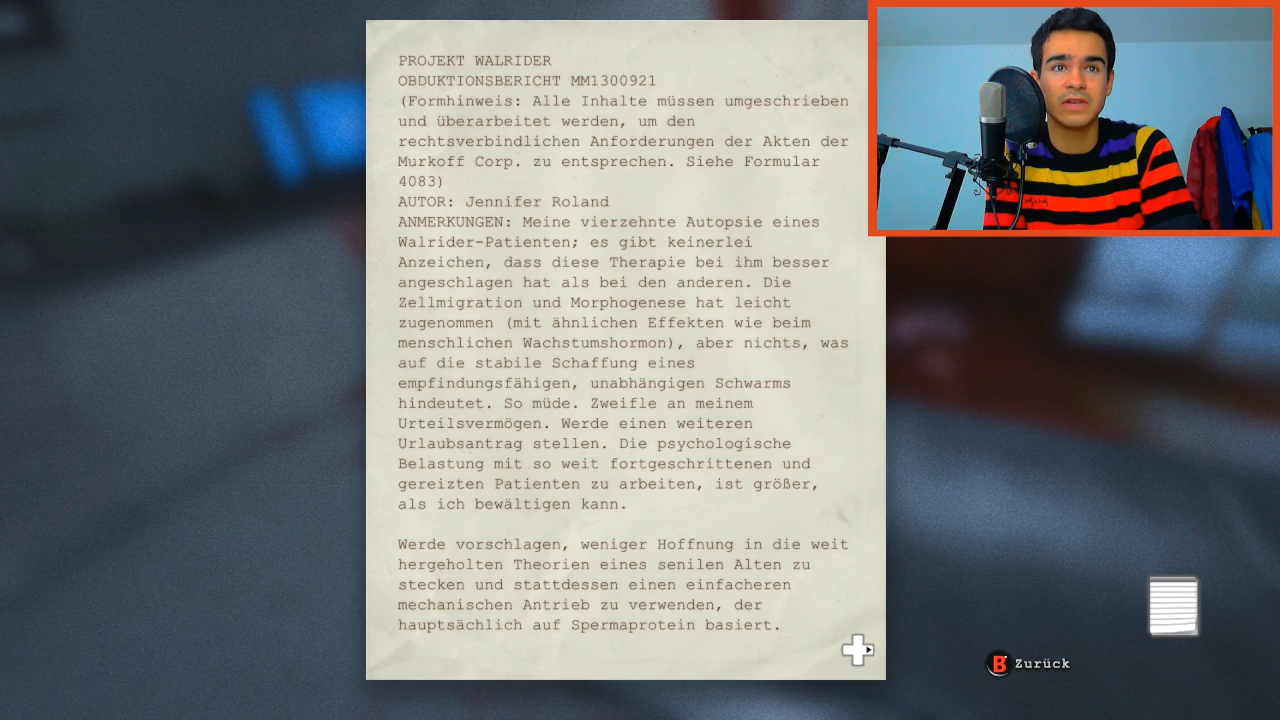 PROJEKT WALRIDER
OBDUKTIONSBERICHT MM1300921
(Formhinweis: Alle Inhalte müssen umgeschrieben
und überarbeitet werden, um den
rechtsverbindlichen Anforderungen der Akten der
Murkoff Corp. zu entsprechen. Siehe Formular
4083)
AUTOR: Jennifer Roland
ANMERKUNGEN: Meine vierzehnte Autopsie eines
Walrider-Patienten; es gibt keinerlei
Anzeichen, dass diese Therapie bei ihm besser
angeschlagen hat als bei den anderen. Die
Zellmigration und Morphogenese hat leicht
zugenommen (mit ähnlichen Effekten wie beim
menschlichen Wachstumshormon), aber nichts, was
auf die stabile Schaffung eines
empfindungsfähigen, unabhängigen Schwarms
hindeutet. So müde. Zweifle an meinem
Urteilsvermögen. Werde einen weiteren
Urlaubsantrag stellen. Die psychologische
Belastung mit so weit fortgeschrittenen und
gereizten Patienten zu arbeiten, ist größer,
als ich bewältigen kann.
Werde vorschlagen, weniger Hoffnung in die weit
hergeholten Theorien eines senilen Alten zu
stecken und stattdessen einen einfacheren
mechanischen Antrieb zu verwenden, der
hauptsächlich auf Spermaprotein basiert.
B Zurück